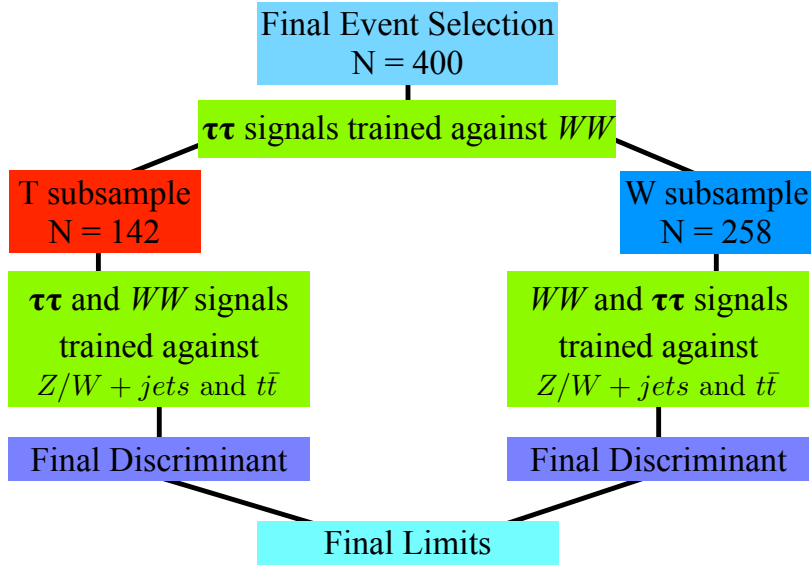 Final Event Selection
N = 400
ττ signals trained against WW
T subsample
N = 142
W subsample
N = 258
ττ and WW signals
trained against
Z/W + jets and tt̄
WW and ττ signals
trained against
Z/W + jets and tt̄
Final Discriminant
Final Discriminant
Final Limits